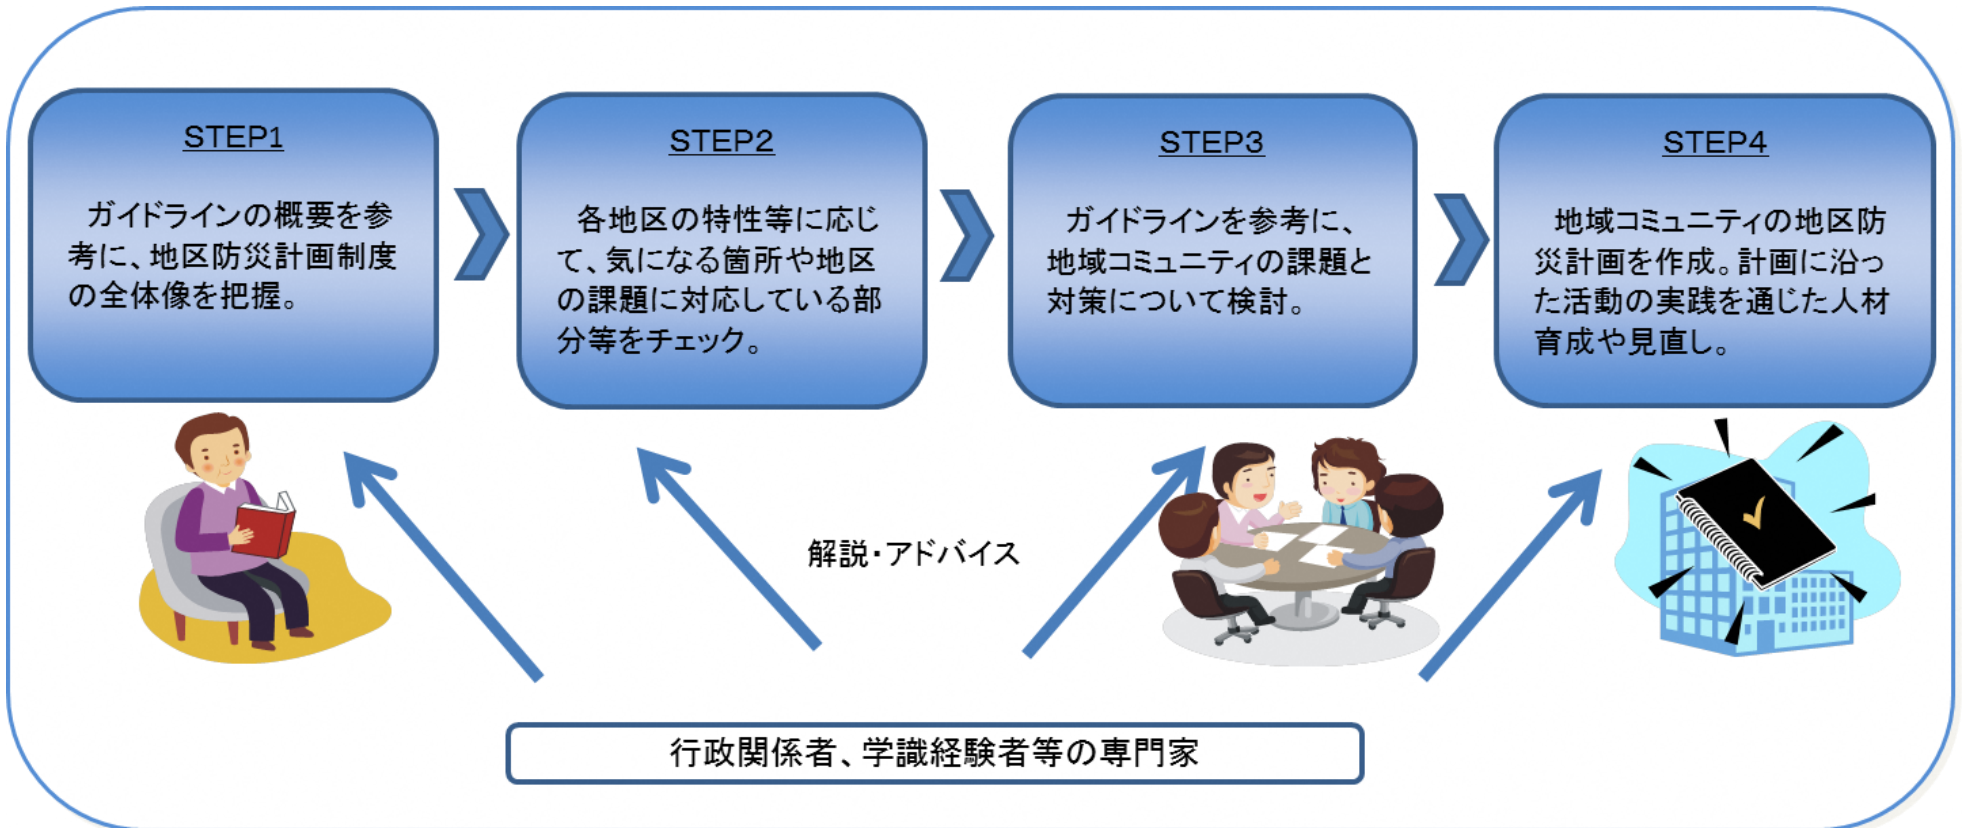 STEP1
ガイドラインの概要を参
考に、地区防災計画制度
の全体像を把握。
STEP2
各地区の特性等に応じ
て、気になる箇所や地区
の課題に対応している部
分等をチェック。
STEP3
ガイドラインを参考に、
地域コミュニティの課題と
対策について検討。
STEP4
地域コミュニティの地区防
災計画を作成。計画に沿っ
た活動の実践を通じた人材
育成や見直し。
解説・アドバイス
行政関係者、学識経験者等の専門家